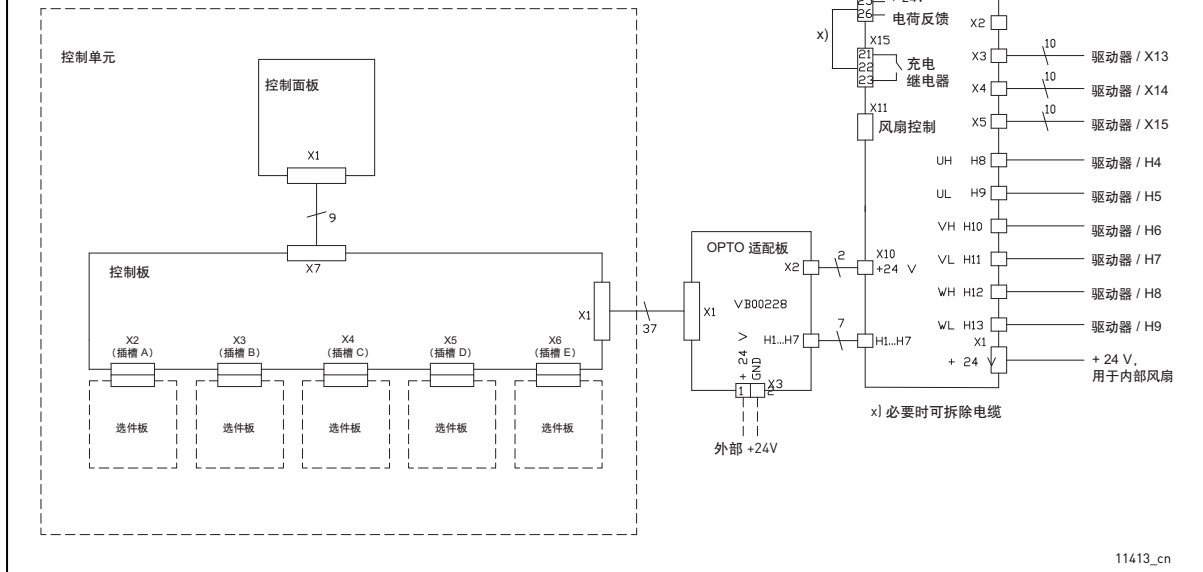 控制单元
控制面板
X1
9
X7
控制板
X1
37
X2
(插槽 A)
X3
(插槽 B)
X4
(插槽 C)
X5
(插槽 D)
X6
(插槽 E)
选件板
选件板
选件板
选件板
选件板
OPTO 适配板
X2
2
X1
VB00228
H1...H7
7
+ 24 V
GND
1
2
X3
外部 +24V
26
电荷反馈
x)
X15
21
22
23
充电
继电器
X11
风扇控制
X10
+24 V
H1...H7
X2
X3
10
驱动器 / X13
X4
10
驱动器 / X14
X5
10
驱动器 / X15
UH H8
驱动器 / H4
UL H9
驱动器 / H5
VH H10
驱动器 / H6
VL H11
驱动器 / H7
WH H12
驱动器 / H8
WL H13
驱动器 / H9
X1
+ 24 V
+ 24 V,
用于内部风扇
x) 必要时可拆除电缆
11413_cn